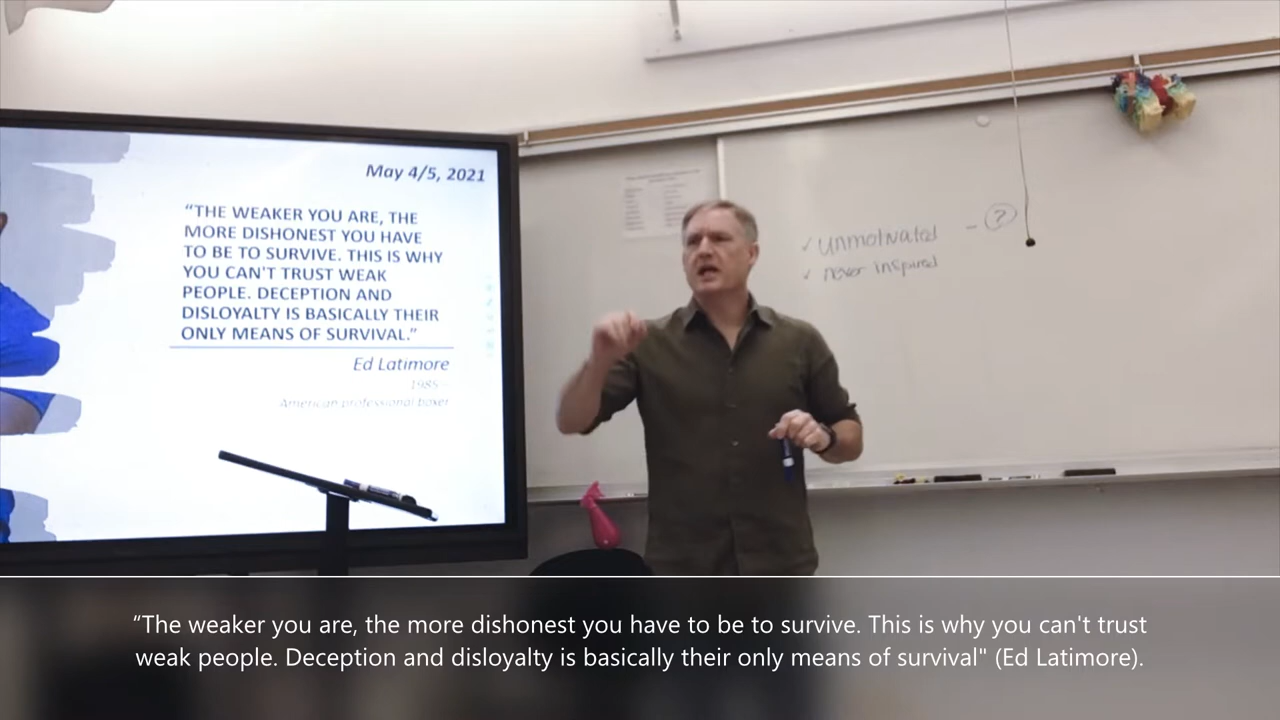 May 4/5, 2021
“THE WEAKER YOU ARE, THE
MORE DISHONEST YOU HAVE
TO BE TO SURVIVE. THIS IS WHY
YOU CAN'T TRUST WEAK
PEOPLE. DECEPTION AND
DISLOYALTY IS BASICALLY THEIR
ONLY MEANS OF SURVIVAL.”
Ed Latimore
1985 -
American professional boxer
✓ unmotivated - ?
✓ never inspired
“The weaker you are, the more dishonest you have to be to survive. This is why you can't trust
weak people. Deception and disloyalty is basically their only means of survival" (Ed Latimore).